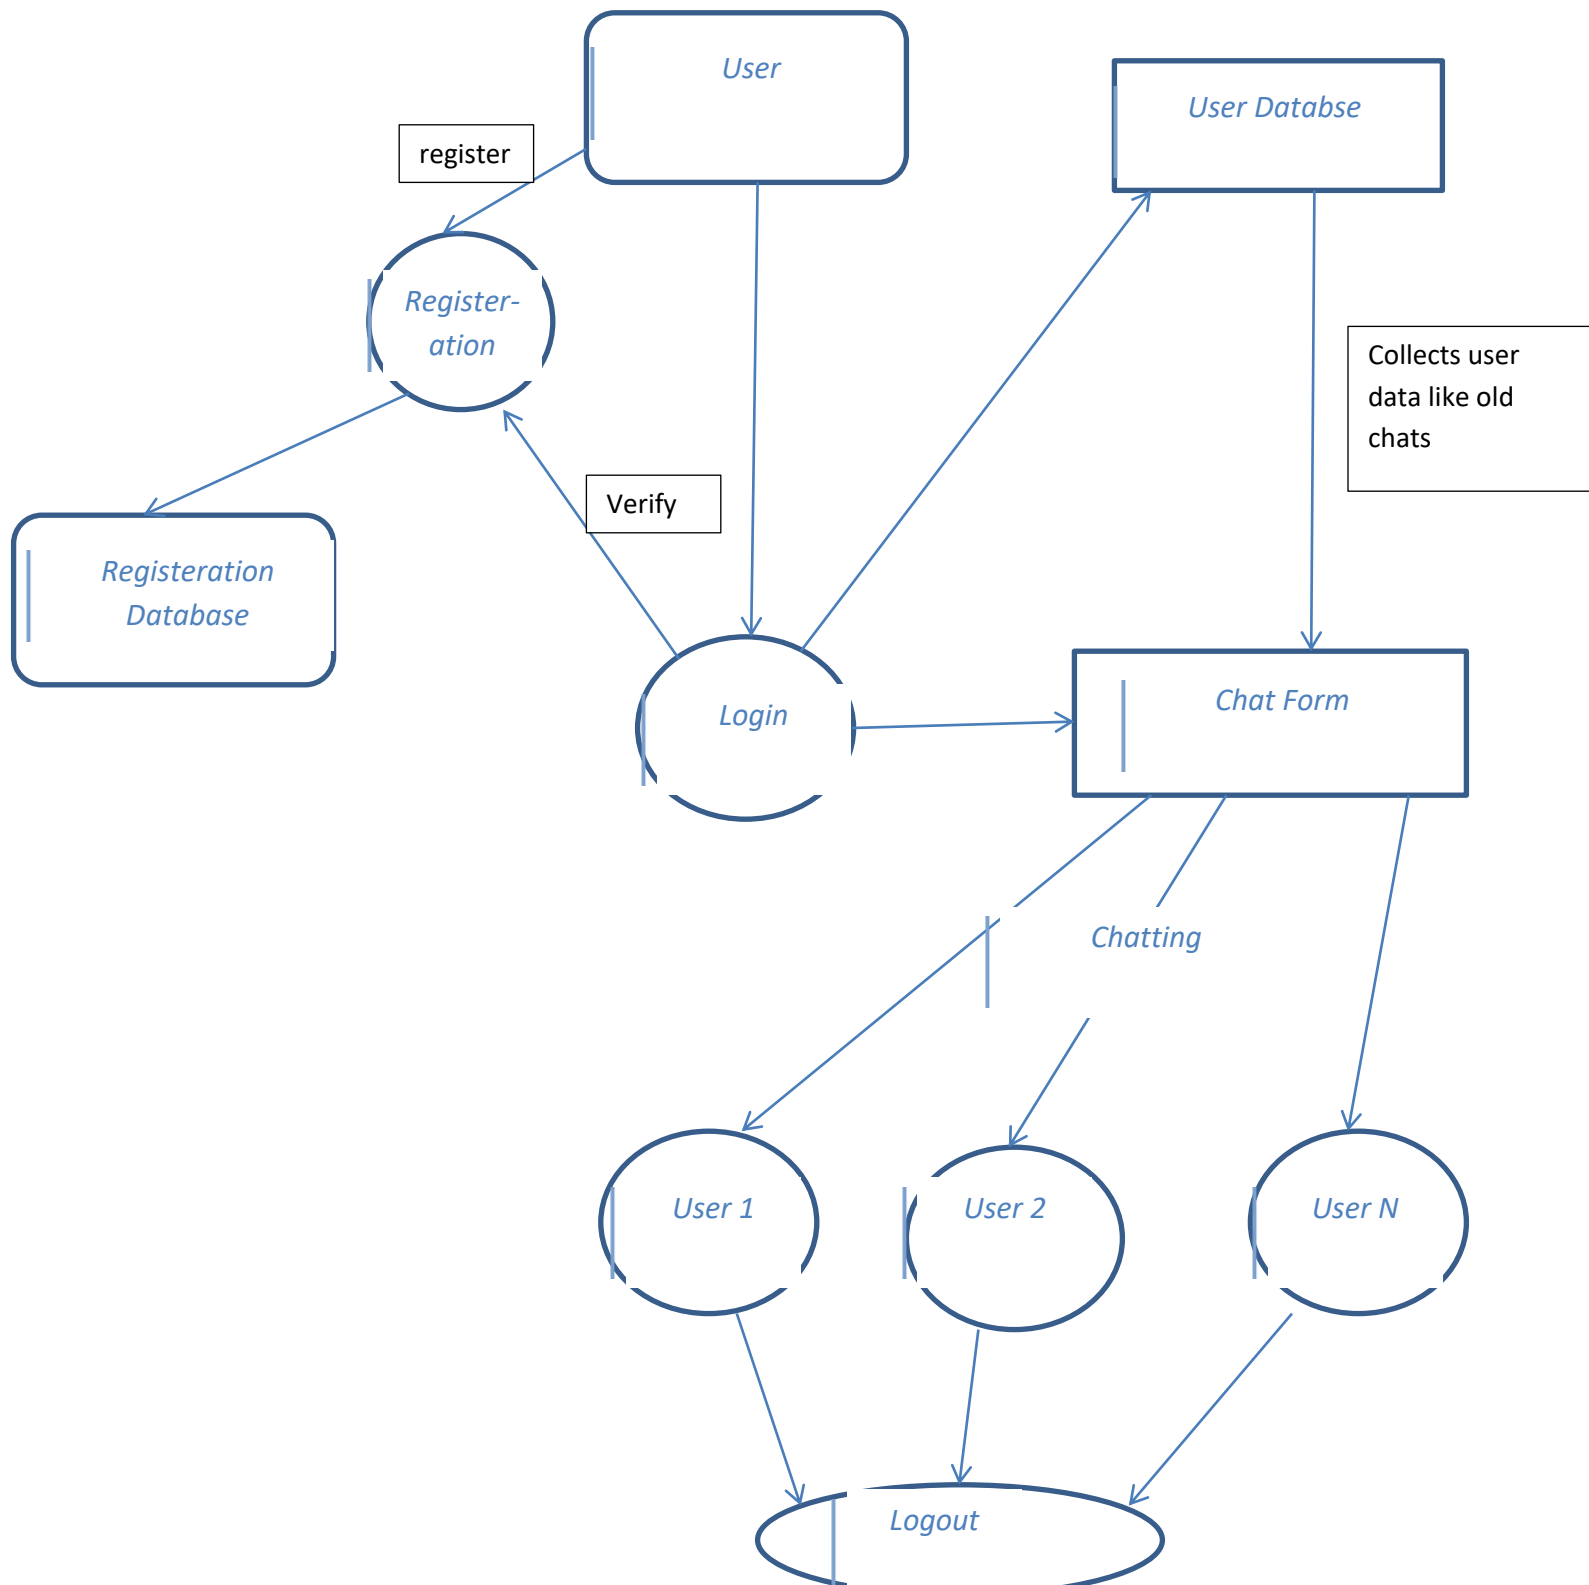 User
User Databse
register
Register-
ation
Collects user
data like old
chats
Verify
Registeration
Database
Login
Chat Form
Chatting
User 1
User 2
User N
Logout